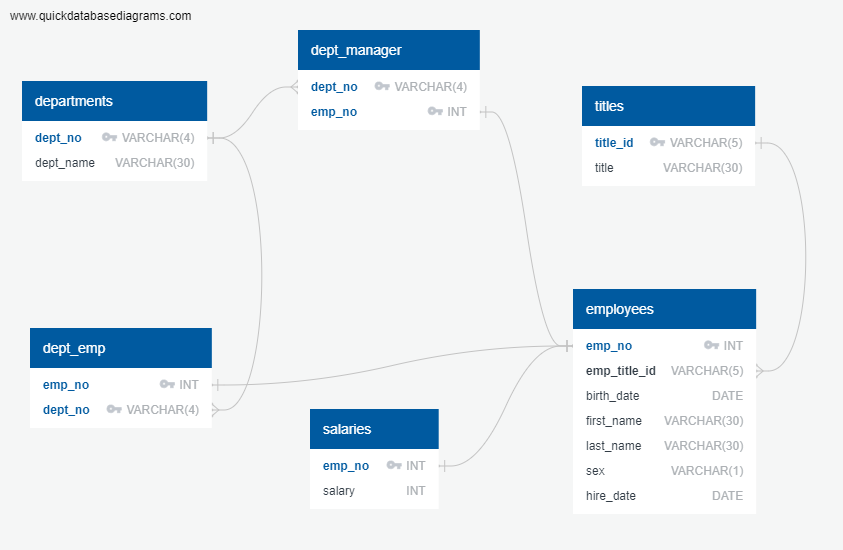 www.quickdatabasediagrams.com
dept_manager
dept_no VARCHAR(4)
emp_no INT
departments
dept_no VARCHAR(4)
dept_name VARCHAR(30)
titles
title_id VARCHAR(5)
title VARCHAR(30)
employees
emp_no INT
emp_title_id VARCHAR(5)
birth_date DATE
first_name VARCHAR(30)
last_name VARCHAR(30)
sex VARCHAR(1)
hire_date DATE
dept_emp
emp_no INT
dept_no VARCHAR(4)
salaries
emp_no INT
salary INT